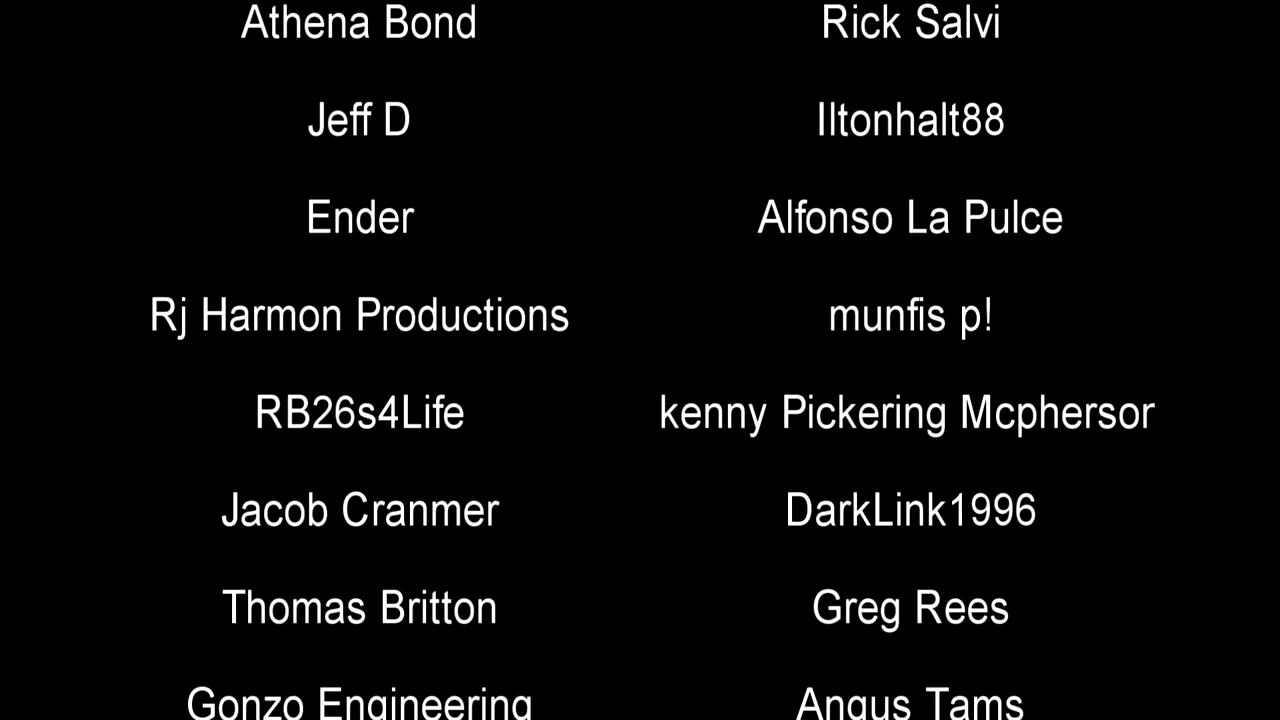 Athena Bond
Rick Salvi
Jeff D
Iltonhalt88
Ender
Alfonso La Pulce
Rj Harmon Productions
munfis p!
RB26s4Life
kenny Pickering Mcphersor
Jacob Cranmer
DarkLink1996
Thomas Britton
Greg Rees
Gonzo Engineering
Angus Tams